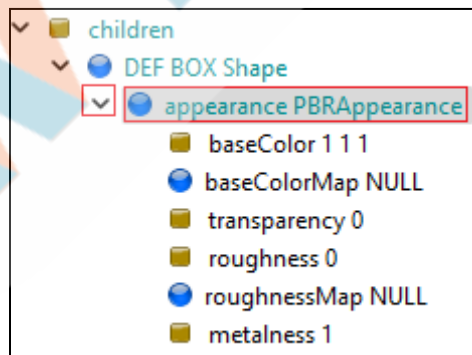 children
DEF BOX Shape
appearance PBRAppearance
baseColor 1 1 1
baseColorMap NULL
transparency 0
roughness 0
roughnessMap NULL
metalness 1